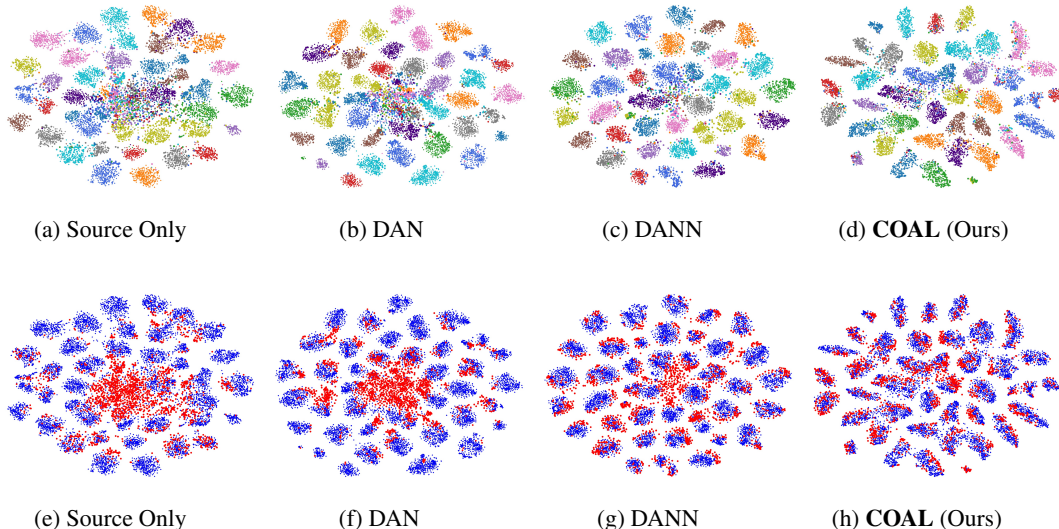 (a) Source Only (b) DAN (c) DANN (d) COAL (Ours)
(e) Source Only (f) DAN (g) DANN (h) COAL (Ours)